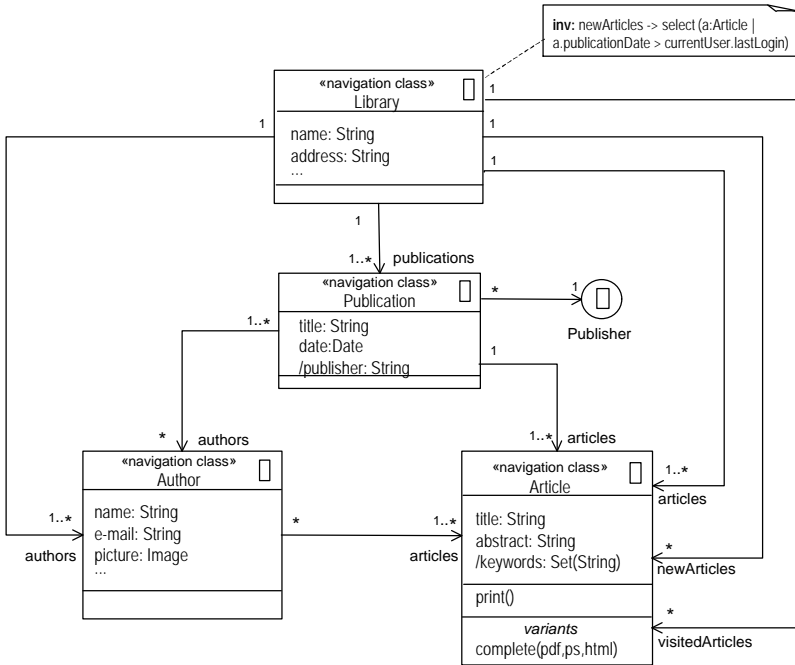 inv: newArticles -> select (a:Article |
a.publicationDate > currentUser.lastLogin)
«navigation class»
Library
name: String
address: String
...
1
1
1
1
1
1
1..*
publications
«navigation class»
Publication
title: String
date:Date
/publisher: String
*
1
Publisher
1..*
1
*
authors
1..*
articles
«navigation class»
Author
name: String
e-mail: String
picture: Image
...
1..*
authors
*
1..*
articles
«navigation class»
Article
title: String
abstract: String
/keywords: Set(String)
print()
variants
complete(pdf,ps,html)
1..*
articles
*
newArticles
*
visitedArticles